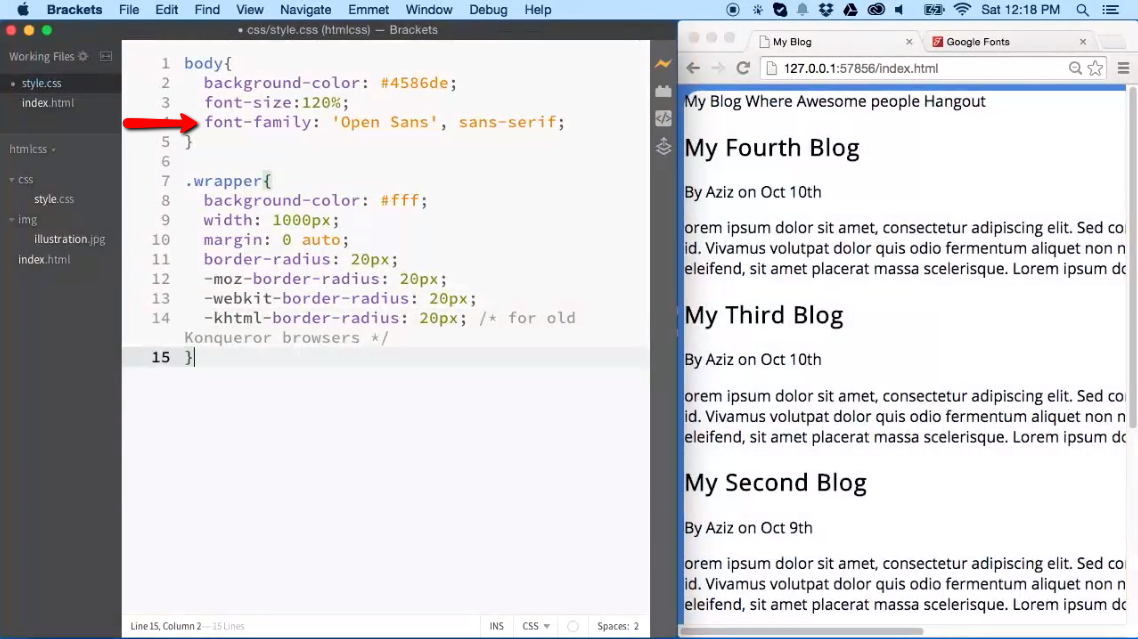 Brackets File Edit Find View Navigate Emmet Window Debug Help Sat 12:18 PM
• css/style.css (htmlcss) — Brackets
Working Files
style.css
index.html
htmlcss
css
style.css
img
illustration.jpg
index.html
1 body{
2 background-color: #4586de;
3 font-size:120%;
font-family: 'Open Sans', sans-serif;
5 }
6
7 .wrapper{
8 background-color: #fff;
9 width: 1000px;
10 margin: 0 auto;
11 border-radius: 20px;
12 -moz-border-radius: 20px;
13 -webkit-border-radius: 20px;
14 -khtml-border-radius: 20px; /* for old
Konqueror browsers */
15 }
Line 15, Column 2 — 15 Lines INS CSS Spaces: 2
My Blog Google Fonts
127.0.0.1:57856/index.html
My Blog Where Awesome people Hangout
My Fourth Blog
By Aziz on Oct 10th
orem ipsum dolor sit amet, consectetur adipiscing elit. Sed co
id. Vivamus volutpat dolor quis odio fermentum aliquet non n
eleifend, sit amet placerat massa scelerisque. Lorem ipsum do
My Third Blog
By Aziz on Oct 10th
orem ipsum dolor sit amet, consectetur adipiscing elit. Sed co
id. Vivamus volutpat dolor quis odio fermentum aliquet non n
eleifend, sit amet placerat massa scelerisque. Lorem ipsum do
My Second Blog
By Aziz on Oct 9th
orem ipsum dolor sit amet, consectetur adipiscing elit. Sed co
id. Vivamus volutpat dolor quis odio fermentum aliquet non n
eleifend, sit amet placerat massa scelerisque. Lorem ipsum do